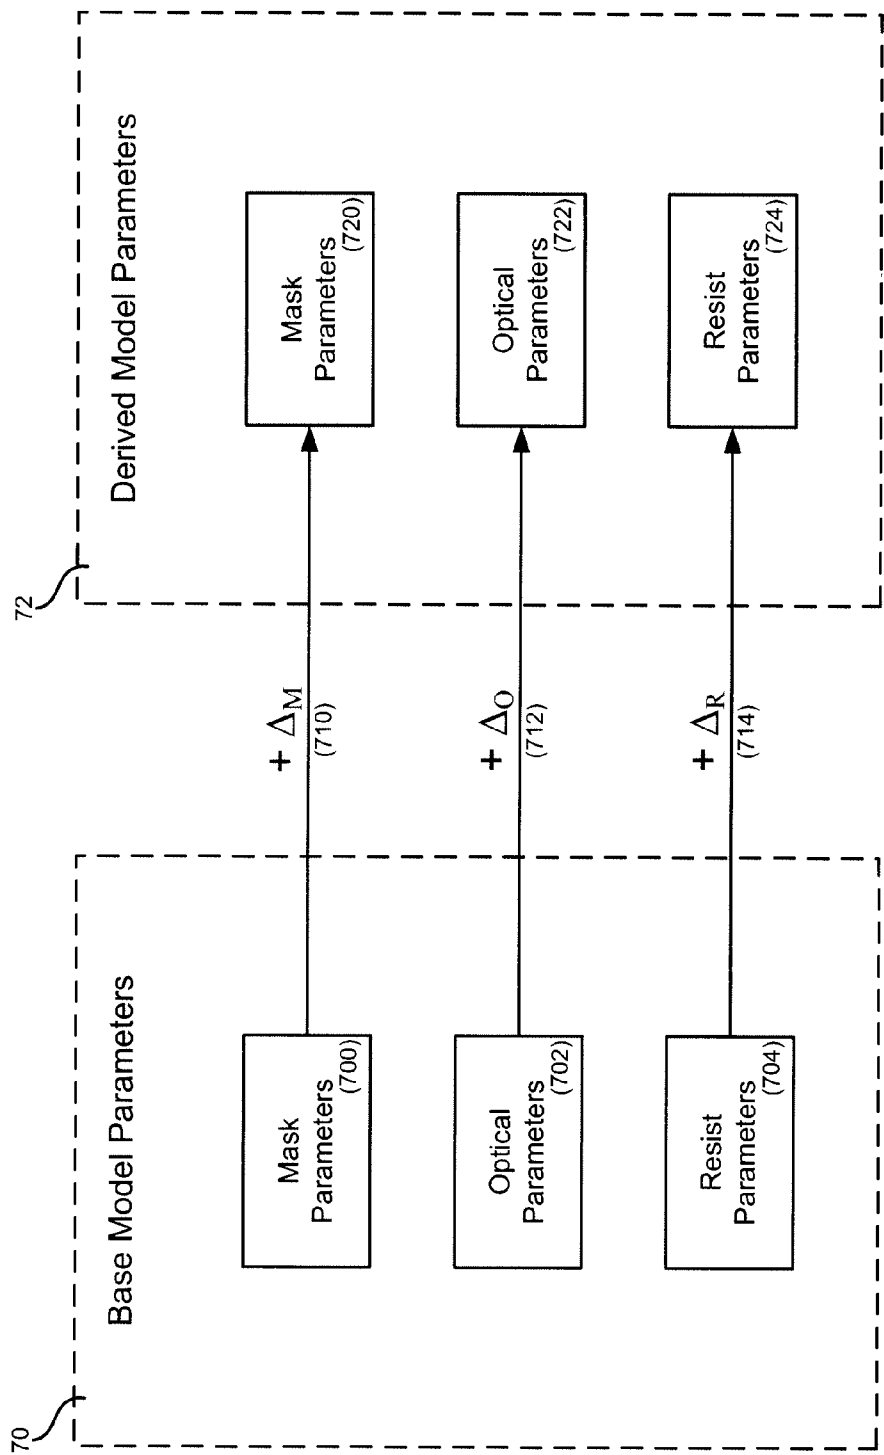 70
Base Model Parameters
Mask
Parameters
(700)
Optical
Parameters
(702)
Resist
Parameters
(704)
+ ΔM
(710)
+ ΔO
(712)
+ ΔR
(714)
72
Derived Model Parameters
Mask
Parameters
(720)
Optical
Parameters
(722)
Resist
Parameters
(724)